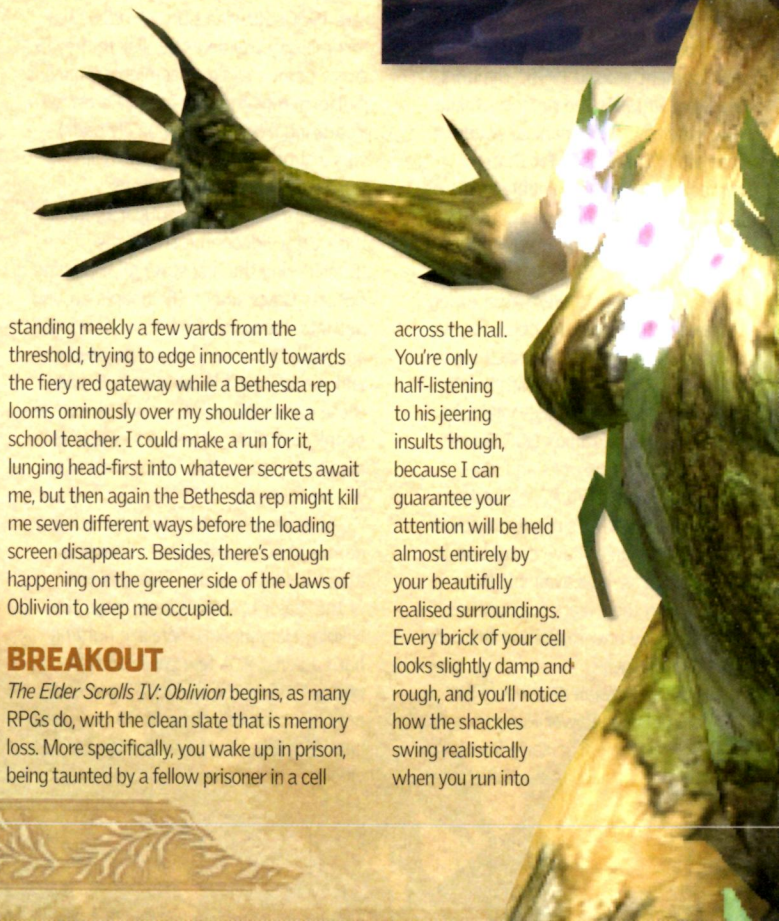 standing meekly a few yards from the
threshold, trying to edge innocently towards
the fiery red gateway while a Bethesda rep
looms ominously over my shoulder like a
school teacher. I could make a run for it,
lunging head-first into whatever secrets await
me, but then again the Bethesda rep might kill
me seven different ways before the loading
screen disappears. Besides, there's enough
happening on the greener side of the Jaws of
Oblivion to keep me occupied.
BREAKOUT
The Elder Scrolls IV: Oblivion begins, as many
RPGs do, with the clean slate that is memory
loss. More specifically, you wake up in prison,
being taunted by a fellow prisoner in a cell
across the hall.
You're only
half-listening
to his jeering
insults though,
because I can
guarantee your
attention will be held
almost entirely by
your beautifully
realised surroundings.
Every brick of your cell
looks slightly damp and
rough, and you'll notice
how the shackles
swing realistically
when you run into